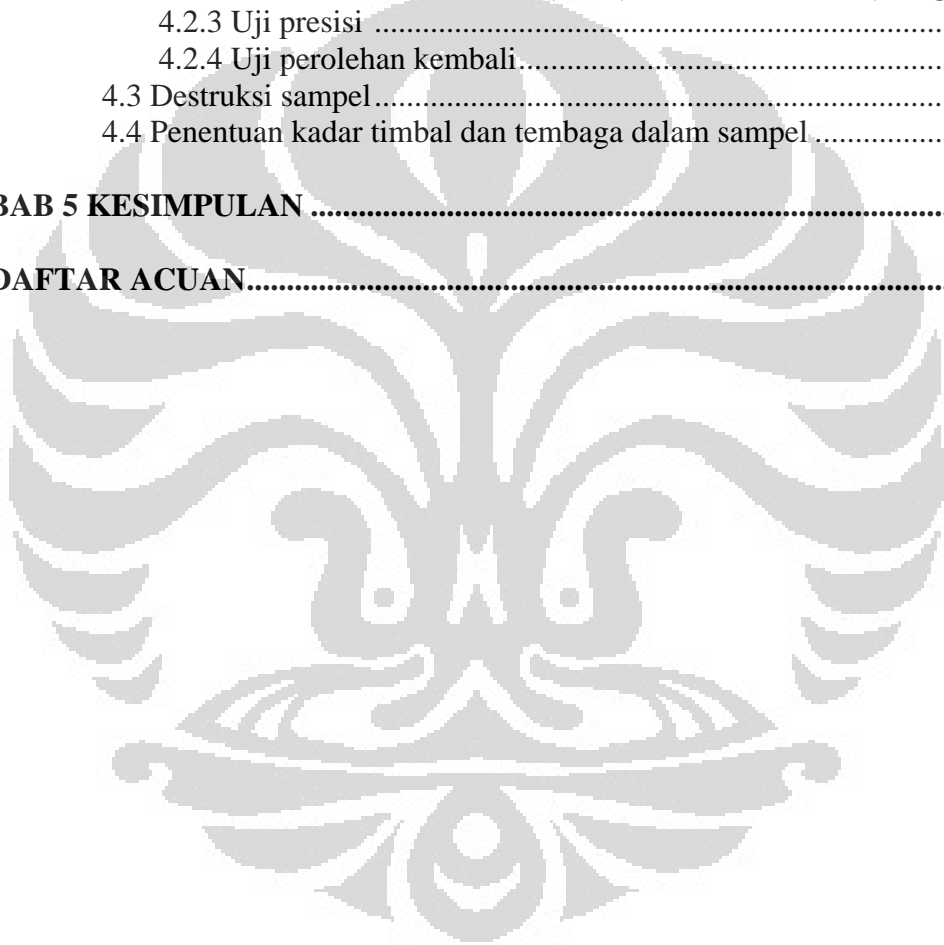 4.2.3 Uji presisi ..............................................................................
4.2.4 Uji perolehan kembali...........................................................
4.3 Destruksi sampel..............................................................................
4.4 Penentuan kadar timbal dan tembaga dalam sampel .................
BAB 5 KESIMPULAN ..............................................................................
DAFTAR ACUAN......................................................................................